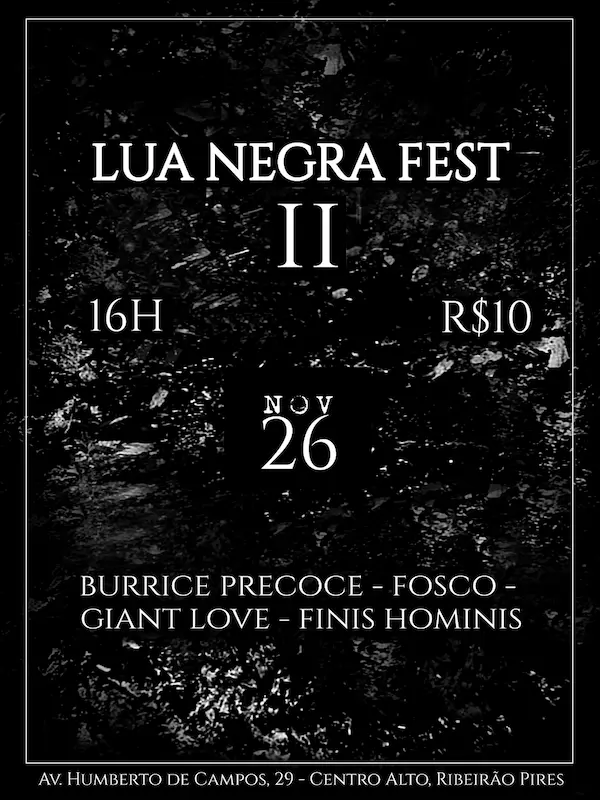 LUA NEGRA FEST
II
16H
R$10
NOV
26
BURRICE PRECOCE - FOSCO -
GIANT LOVE - FINIS HOMINIS
AV. HUMBERTO DE CAMPOS, 29 - CENTRO ALTO, RIBEIRÃO PIRES